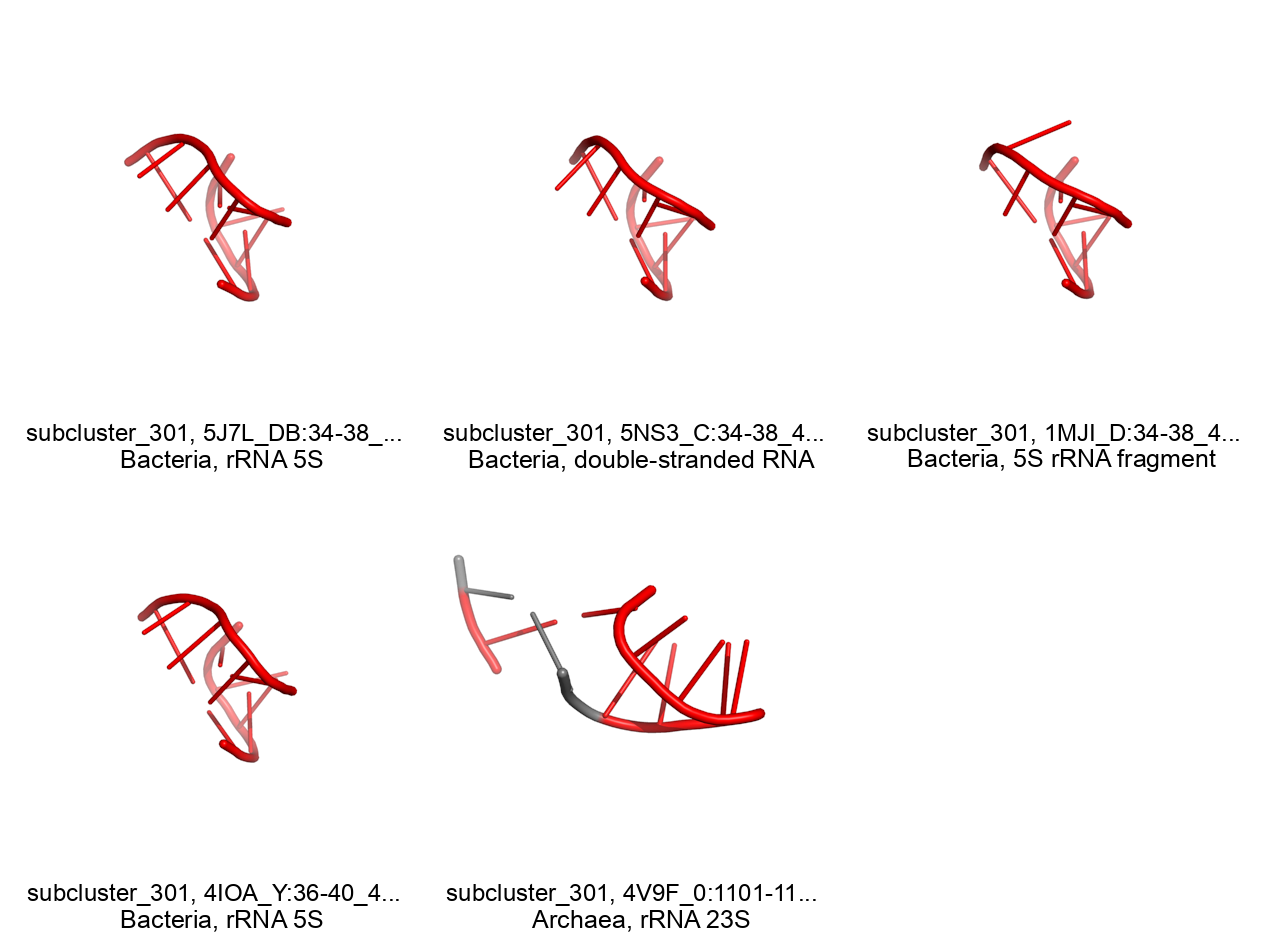 subcluster_301, 5J7L_DB:34-38_...
Bacteria, rRNA 5S
subcluster_301, 5NS3_C:34-38_4...
Bacteria, double-stranded RNA
subcluster_301, 1MJI_D:34-38_4...
Bacteria, 5S rRNA fragment
subcluster_301, 4IOA_Y:36-40_4...
Bacteria, rRNA 5S
subcluster_301, 4V9F_0:1101-11...
Archaea, rRNA 23S